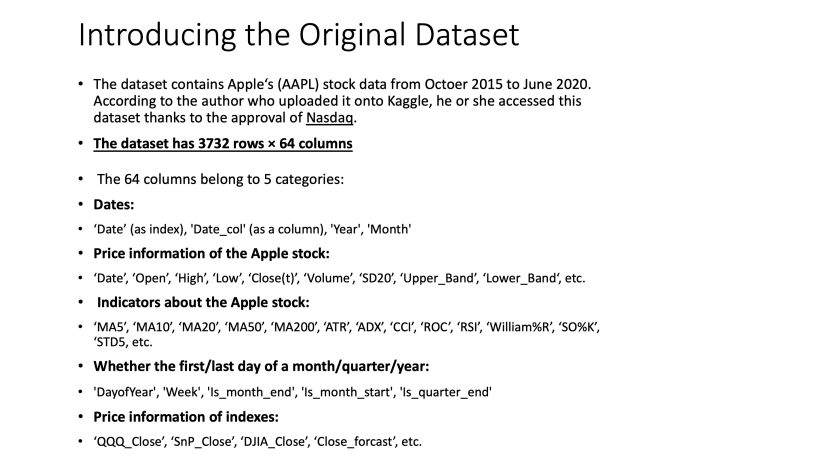 Introducing the Original Dataset
• The dataset contains Apple‘s (AAPL) stock data from Octoer 2015 to June 2020.
According to the author who uploaded it onto Kaggle, he or she accessed this
dataset thanks to the approval of Nasdaq.
• The dataset has 3732 rows × 64 columns
• The 64 columns belong to 5 categories:
• Dates:
• ‘Date’ (as index), 'Date_col' (as a column), 'Year', 'Month'
• Price information of the Apple stock:
• ‘Date’, ‘Open’, ‘High’, ‘Low’, ‘Close(t)’, ‘Volume’, ‘SD20’, ‘Upper_Band’, ‘Lower_Band‘, etc.
• Indicators about the Apple stock:
• ‘MA5’, ‘MA10’, ‘MA20’, ‘MA50’, ‘MA200’, ‘ATR’, ‘ADX’, ‘CCI’, ‘ROC’, ‘RSI’, ‘William%R’, ‘SO%K’,
‘STD5, etc.
• Whether the first/last day of a month/quarter/year:
• 'DayofYear', 'Week', 'Is_month_end', 'Is_month_start', 'Is_quarter_end'
• Price information of indexes:
• ‘QQQ_Close’, ‘SnP_Close’, ‘DJIA_Close’, ‘Close_forcast’, etc.